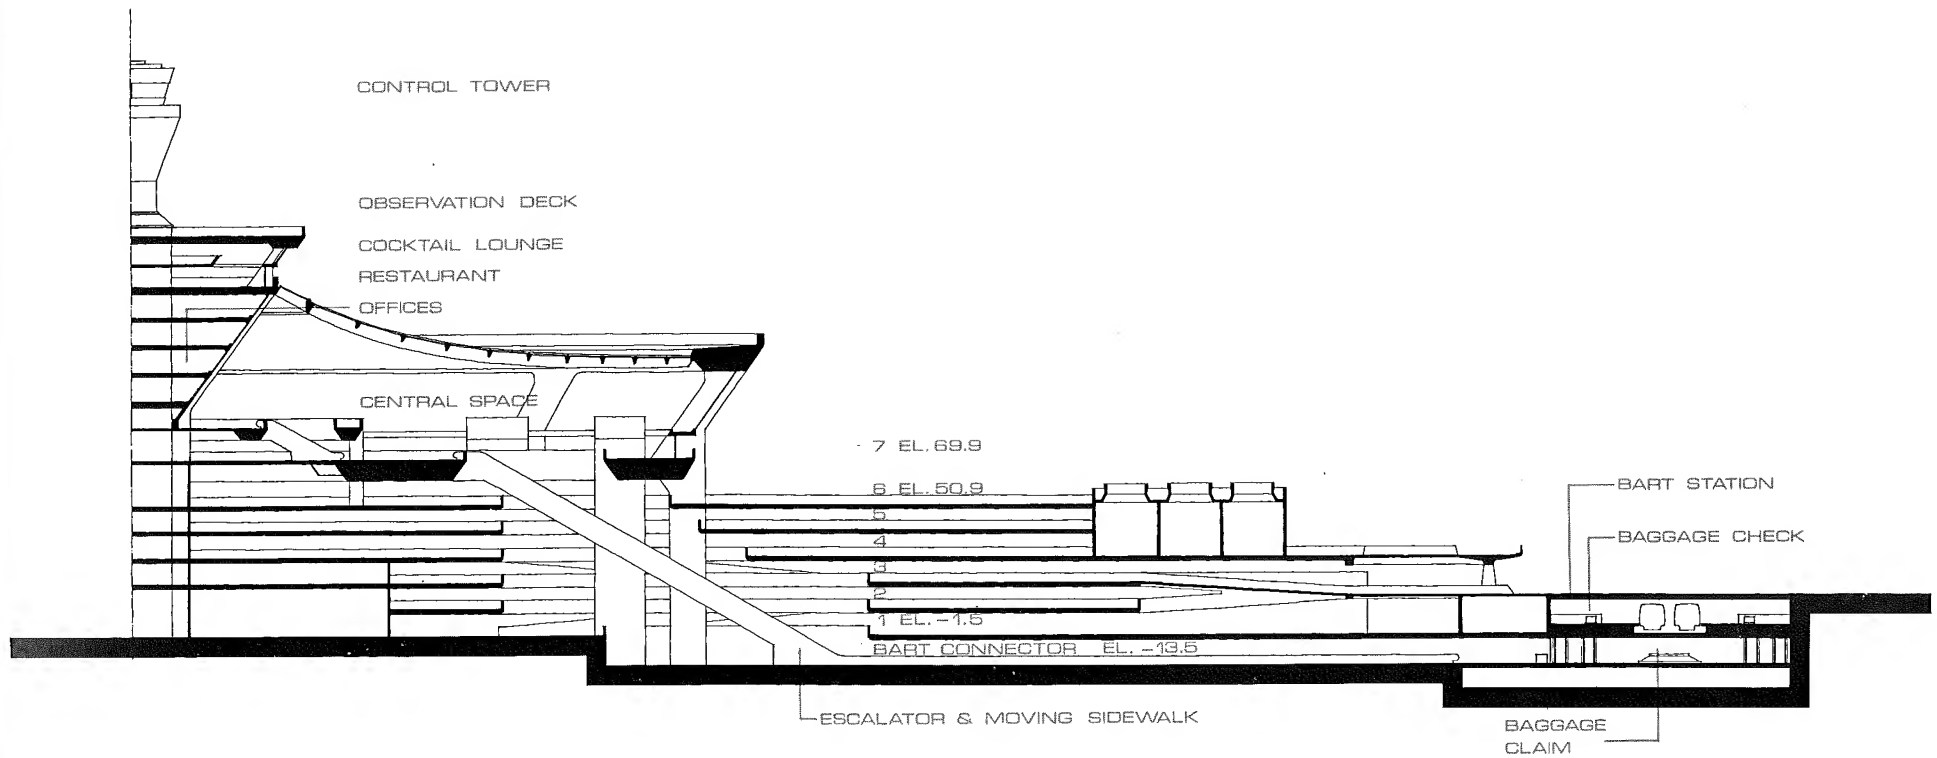 CONTROL TOWER
OBSERVATION DECK
COCKTAIL LOUNGE
RESTAURANT
OFFICES
CENTRAL SPACE
7 EL. 69.9
6 EL. 50.9
5
4
3
2
1 EL. -1.5
BART CONNECTOR EL. -13.5
BART STATION
BAGGAGE CHECK
ESCALATOR & MOVING SIDEWALK
BAGGAGE
CLAIM